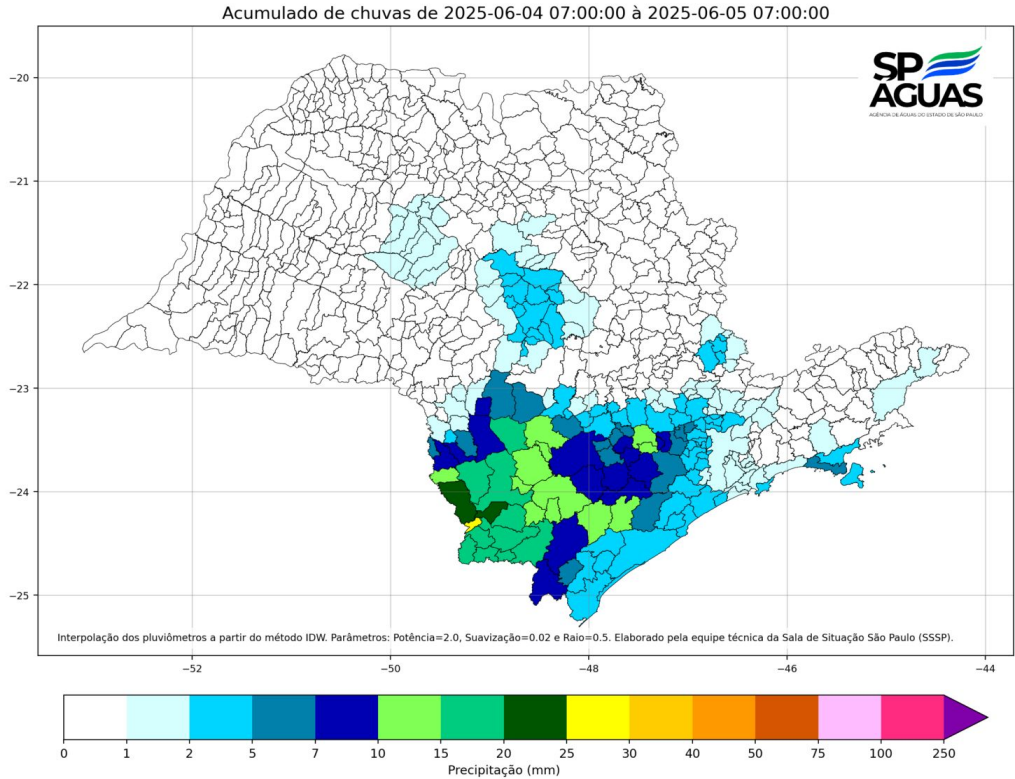 Acumulado de chuvas de 2025-06-04 07:00:00 à 2025-06-05 07:00:00
SP
ÁGUAS
AGÊNCIA DE ÁGUAS DO ESTADO DE SÃO PAULO
−20
−21
−22
−23
−24
−25
Interpolação dos pluviômetros a partir do método IDW. Parâmetros: Potência=2.0, Suavização=0.02 e Raio=0.5. Elaborado pela equipe técnica da Sala de Situação São Paulo (SSSP).
−52 −50 −48 −46 −44
0 1 2 5 7 10 15 20 25 30 40 50 75 100 250
Precipitação (mm)